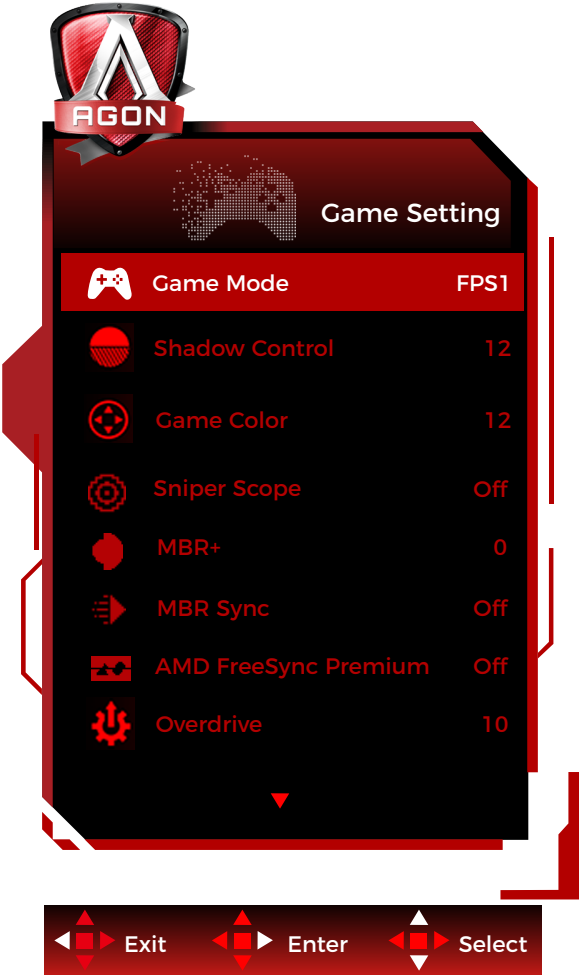 AGON
Game Setting
Game Mode FPS1
Shadow Control 12
Game Color 12
Sniper Scope Off
MBR+ 0
MBR Sync Off
AMD FreeSync Premium Off
Overdrive 10
Exit Enter Select